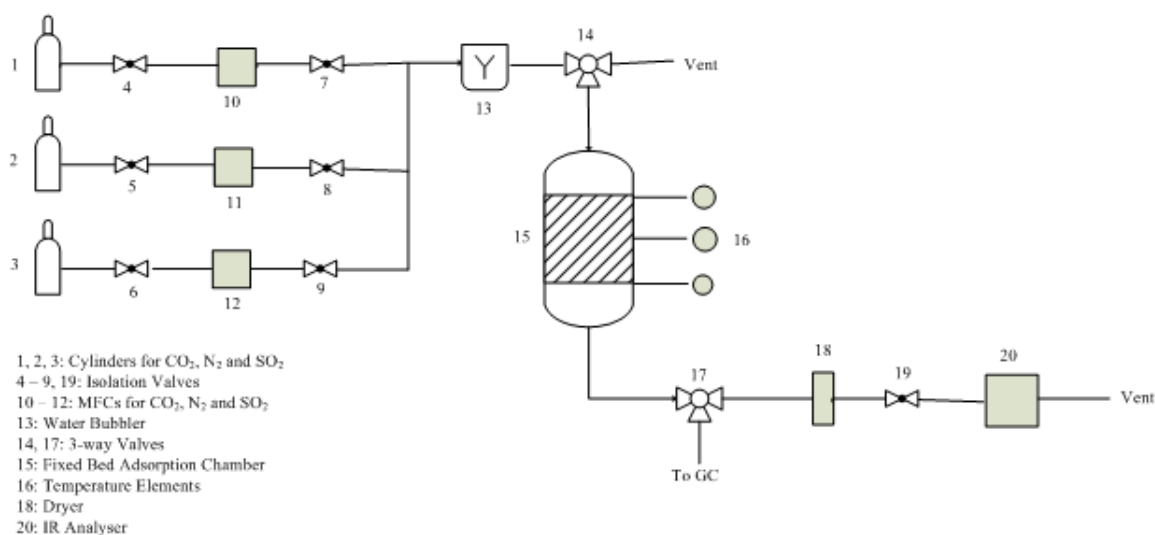 14
1
Vent
4
10
7
13
2
5
11
8
15
16
3
6
12
9
1, 2, 3: Cylinders for CO₂, N₂ and SO₂
4 – 9, 19: Isolation Valves
10 – 12: MFCs for CO₂, N₂ and SO₂
13: Water Bubbler
14, 17: 3-way Valves
15: Fixed Bed Adsorption Chamber
16: Temperature Elements
18: Dryer
20: IR Analyser
18
20
17
19
Vent
To GC